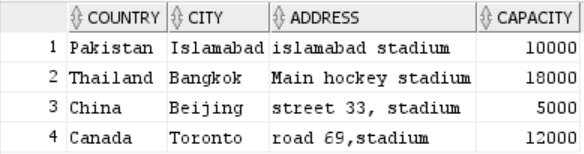 COUNTRY CITY ADDRESS CAPACITY
1 Pakistan Islamabad islamabad stadium 10000
2 Thailand Bangkok Main hockey stadium 18000
3 China Beijing street 33, stadium 5000
4 Canada Toronto road 69,stadium 12000